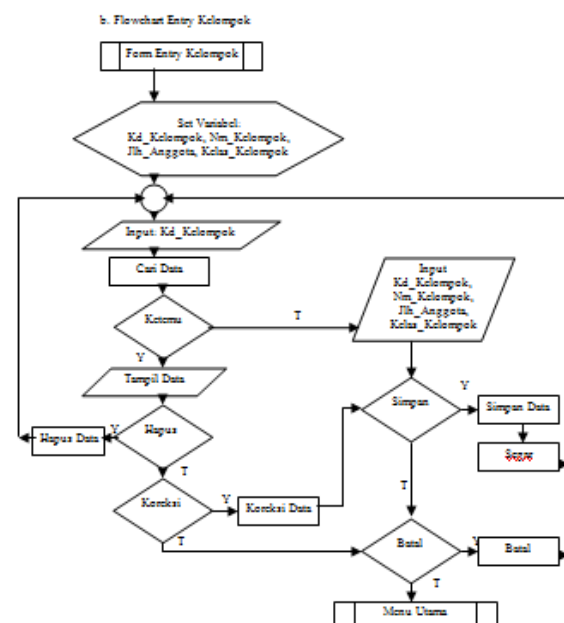 b. Flowchart Entry Kelompok
Form Entry Kelompok
Set Variabel:
Kd_Kelompok, Nm_Kelompok,
Jlh_Anggota, Kelas_Kelompok
Input: Kd_Kelompok
Cari Data
Ketemu
T
Input
Kd_Kelompok,
Nm_Kelompok,
Jlh_Anggota,
Kelas_Kelompok
Y
Tampil Data
Hapus
Y
Hapus Data
T
Simpan
Y
Simpan Data
Segar
T
Koreksi
Y
Koreksi Data
T
Batal
Y
Batal
T
Menu Utama